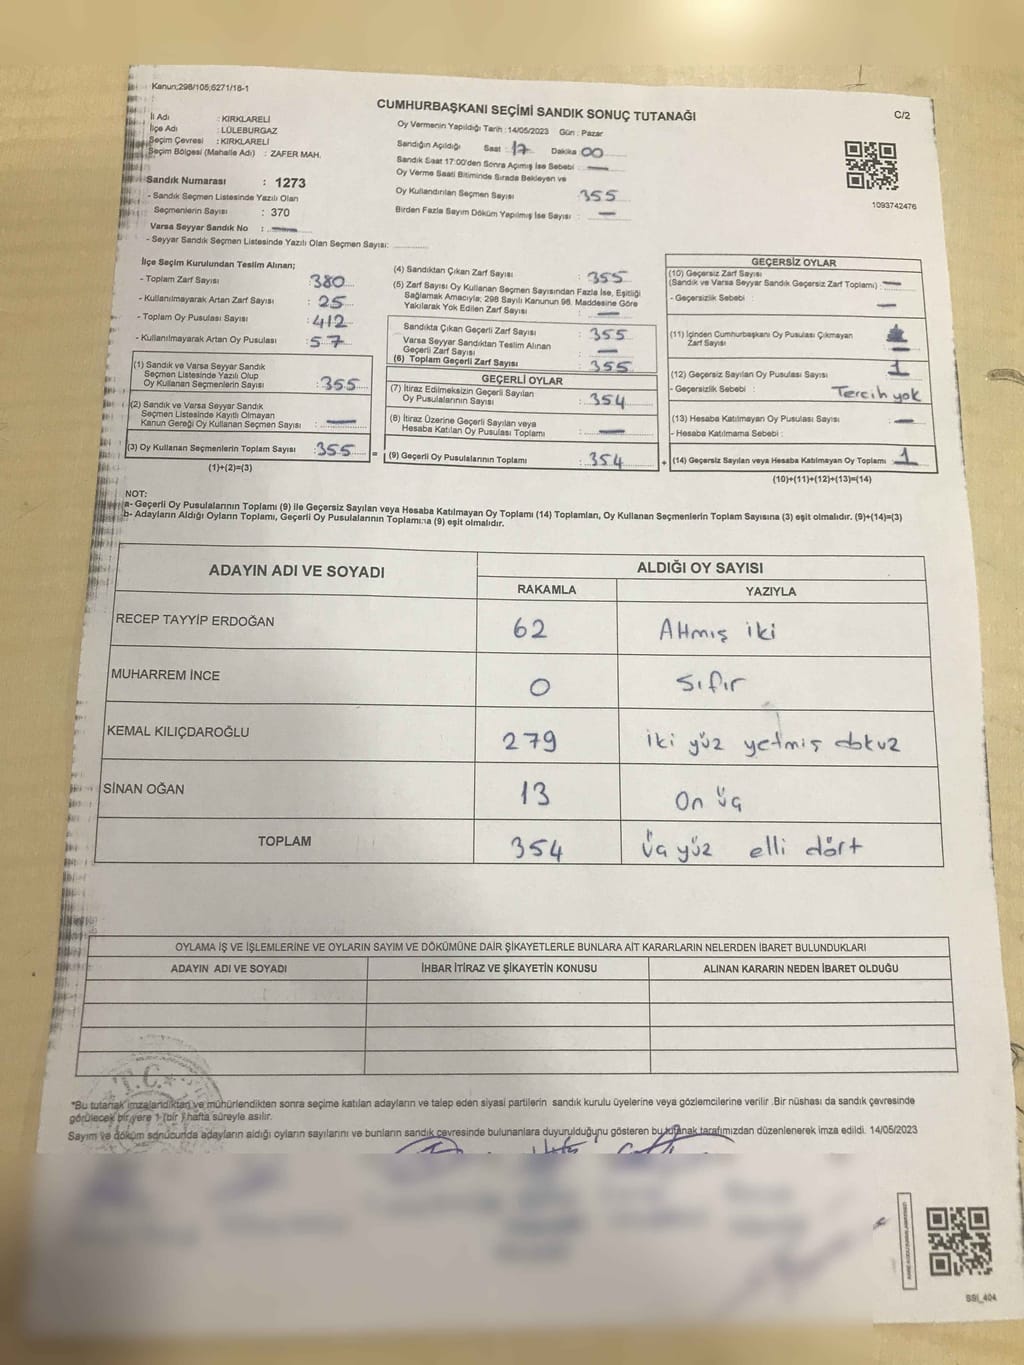 Kanun;298/105;6271/18-1
CUMHURBAŞKANI SEÇİMİ SANDIK SONUÇ TUTANAĞI
C/2
İl Adı : KIRKLARELİ
İlçe Adı : LÜLEBURGAZ
Seçim Çevresi : KIRKLARELİ
Seçim Bölgesi (Mahalle Adı) : ZAFER MAH.
Sandık Numarası : 1273
- Sandık Seçmen Listesinde Yazılı Olan
Seçmenlerin Sayısı : 370
Varsa Seyyar Sandık No : —
- Seyyar Sandık Seçmen Listesinde Yazılı Olan Seçmen Sayısı:
Oy Vermenin Yapıldığı Tarih : 14/05/2023 Gün : Pazar
Sandığın Açıldığı Saat : 17 Dakika 00
Sandık Saat 17:00'den Sonra Açımış İse Sebebi : —
Oy Verme Saati Bitiminde Sırada Bekleyen ve
Oy Kullandırılan Seçmen Sayısı : 355
Birden Fazla Sayım Döküm Yapılmış İse Sayısı : —
1093742476
İlçe Seçim Kurulundan Teslim Alınan;
- Toplam Zarf Sayısı : 380
- Kullanılmayarak Artan Zarf Sayısı : 25
- Toplam Oy Pusulası Sayısı : 412
- Kullanılmayarak Artan Oy Pusulası : 57
(1) Sandık ve Varsa Seyyar Sandık
Seçmen Listesinde Yazılı Olup
Oy Kullanan Seçmenlerin Sayısı : 355
(2) Sandık ve Varsa Seyyar Sandık
Seçmen Listesinde Kayıtlı Olmayan
Kanun Gereği Oy Kullanan Seçmen Sayısı : —
(3) Oy Kullanan Seçmenlerin Toplam Sayısı : 355 =
(1)+(2)=(3)
(4) Sandıktan Çıkan Zarf Sayısı : 355
(5) Zarf Sayısı Oy Kullanan Seçmen Sayısından Fazla İse, Eşitliği
Sağlamak Amacıyla; 298 Sayılı Kanunun 98. Maddesine Göre
Yakılarak Yok Edilen Zarf Sayısı : —
Sandıkta Çıkan Geçerli Zarf Sayısı : 355
Varsa Seyyar Sandıktan Teslim Alınan
Geçerli Zarf Sayısı : —
(6) Toplam Geçerli Zarf Sayısı : 355
GEÇERLİ OYLAR
(7) İtiraz Edilmeksizin Geçerli Sayılan
Oy Pusulalarının Sayısı : 354
(8) İtiraz Üzerine Geçerli Sayılan veya
Hesaba Katılan Oy Pusulası Toplamı : —
(9) Geçerli Oy Pusulalarının Toplamı : 354 +
GEÇERSİZ OYLAR
(10) Geçersiz Zarf Sayısı
(Sandık ve Varsa Seyyar Sandık Geçersiz Zarf Toplamı) : —
- Geçersizlik Sebebi : —
(11) İçinden Cumhurbaşkanı Oy Pusulası Çıkmayan
Zarf Sayısı —
(12) Geçersiz Sayılan Oy Pusulası Sayısı : 1
- Geçersizlik Sebebi : Tercih yok
(13) Hesaba Katılmayan Oy Pusulası Sayısı : —
- Hesaba Katılmama Sebebi :
(14) Geçersiz Sayılan veya Hesaba Katılmayan Oy Toplamı : 1
(10)+(11)+(12)+(13)=(14)
NOT:
a- Geçerli Oy Pusulalarının Toplamı (9) ile Geçersiz Sayılan veya Hesaba Katılmayan Oy Toplamı (14) Toplamları, Oy Kullanan Seçmenlerin Toplam Sayısına (3) eşit olmalıdır. (9)+(14)=(3)
b- Adayların Aldığı Oyların Toplamı, Geçerli Oy Pusulalarının Toplamına (9) eşit olmalıdır.
ADAYIN ADI VE SOYADI
ALDIĞI OY SAYISI
RAKAMLA YAZIYLA
RECEP TAYYİP ERDOĞAN 62 Altmış iki
MUHARREM İNCE 0 Sıfır
KEMAL KILIÇDAROĞLU 279 iki yüz yetmiş dokuz
SİNAN OĞAN 13 On üç
TOPLAM 354 Üç yüz elli dört
OYLAMA İŞ VE İŞLEMLERİNE VE OYLARIN SAYIM VE DÖKÜMÜNE DAİR ŞİKAYETLERLE BUNLARA AİT KARARLARIN NELERDEN İBARET BULUNDUKLARI
ADAYIN ADI VE SOYADI İHBAR İTİRAZ VE ŞİKAYETİN KONUSU ALINAN KARARIN NEDEN İBARET OLDUĞU
T.C.
*Bu tutanak imzalandıktan ve mühürlendikten sonra seçime katılan adayların ve talep eden siyasi partilerin sandık kurulu üyelerine veya gözlemcilerine verilir .Bir nüshası da sandık çevresinde
görülecek bir yere 1 (bir ) hafta süreyle asılır.
Sayım ve döküm sonucunda adayların aldığı oyların sayılarını ve bunların sandık çevresinde bulunanlara duyurulduğunu gösteren bu tutanak tarafımızdan düzenlenerek imza edildi. 14/05/2023
SSI_404